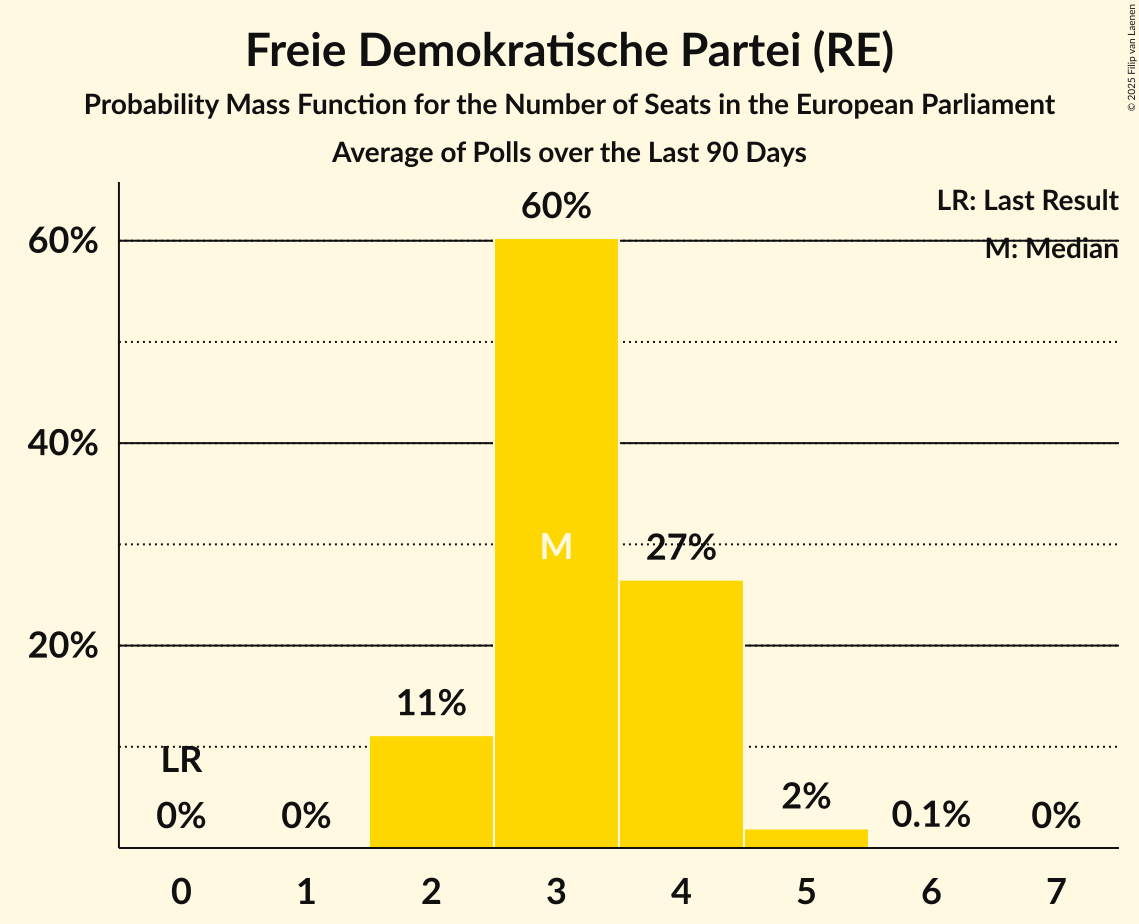 Freie Demokratische Partei (RE)
Probability Mass Function for the Number of Seats in the European Parliament
Average of Polls over the Last 90 Days
© 2025 Filip van Laenen
LR: Last Result
M: Median
60%
40%
20%
60%
M
27%
11%
LR
0%
0%
2%
0.1%
0%
0 1 2 3 4 5 6 7